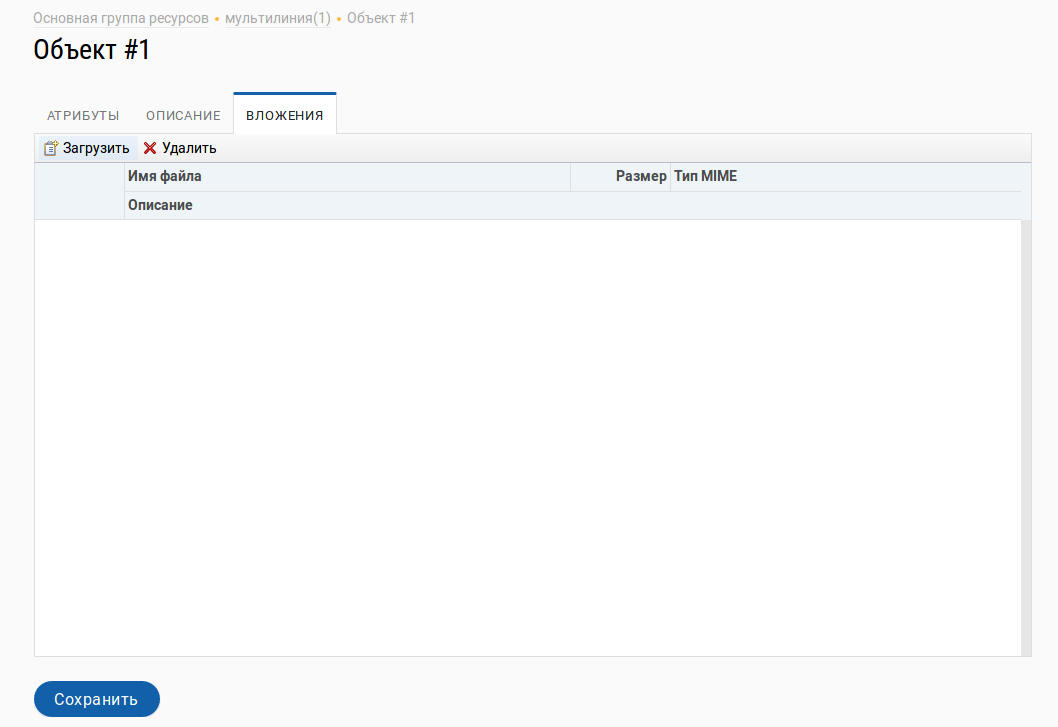 Основная группа ресурсов • мультилиния(1) • Объект #1
Объект #1
АТРИБУТЫ ОПИСАНИЕ ВЛОЖЕНИЯ
Загрузить Удалить
Имя файла Размер Тип MIME
Описание
Сохранить